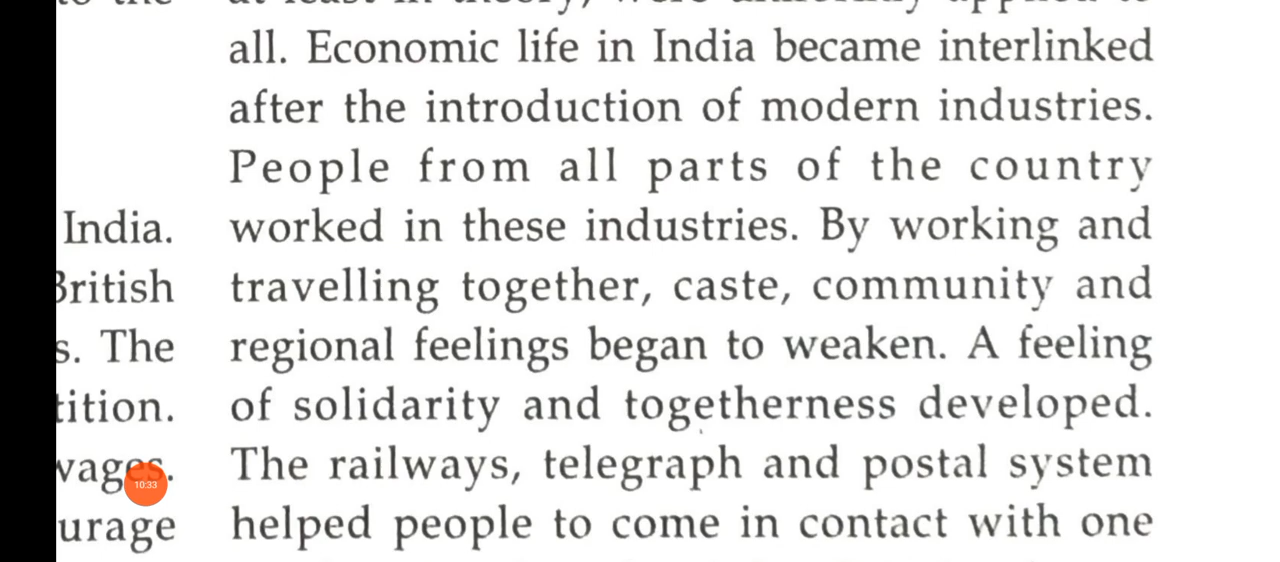 India.
British
s. The
tition.
wages.
urage
all. Economic life in India became interlinked
after the introduction of modern industries.
People from all parts of the country
worked in these industries. By working and
travelling together, caste, community and
regional feelings began to weaken. A feeling
of solidarity and togetherness developed.
The railways, telegraph and postal system
helped people to come in contact with one
10:33